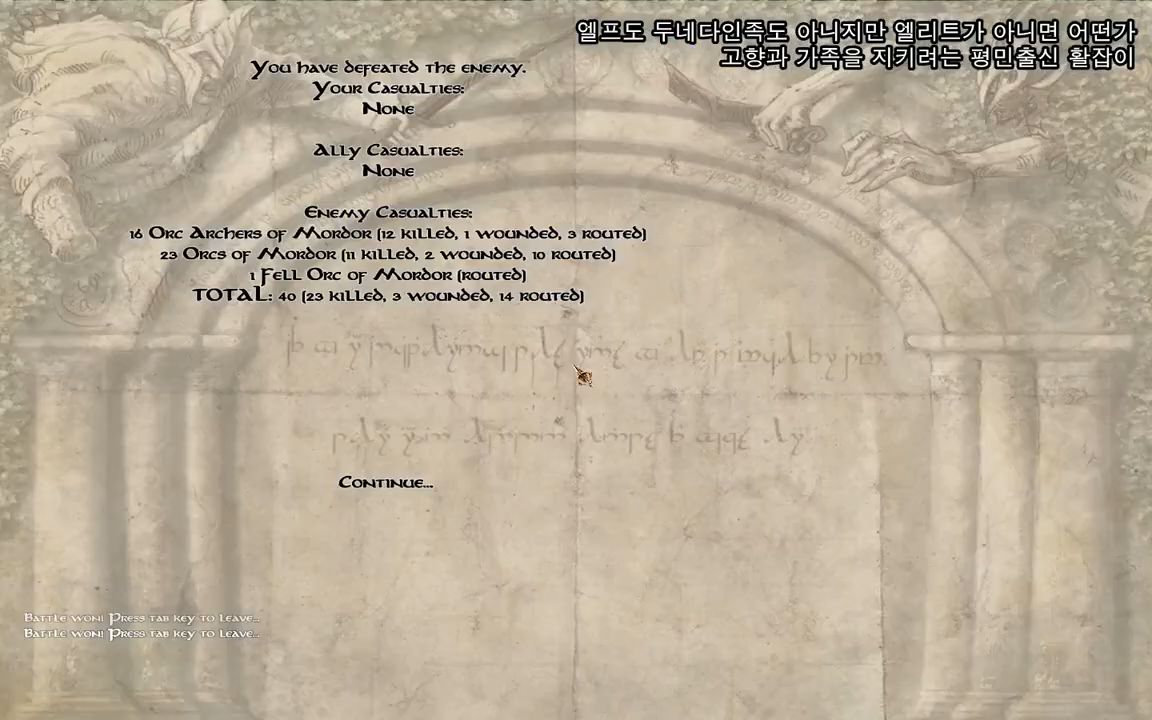 엘프도 두네다인족도 아니지만 엘리트가 아니면 어떤가
고향과 가족을 지키려는 평민출신 활잡이
You have defeated the enemy.
Your Casualties:
None
Ally Casualties:
None
Enemy Casualties:
16 Orc Archers of Mordor (12 killed, 1 wounded, 3 routed)
23 Orcs of Mordor (11 killed, 2 wounded, 10 routed)
1 Fell Orc of Mordor (routed)
TOTAL: 40 (23 killed, 3 wounded, 14 routed)
Continue...
Battle won! Press tab key to leave...
Battle won! Press tab key to leave...